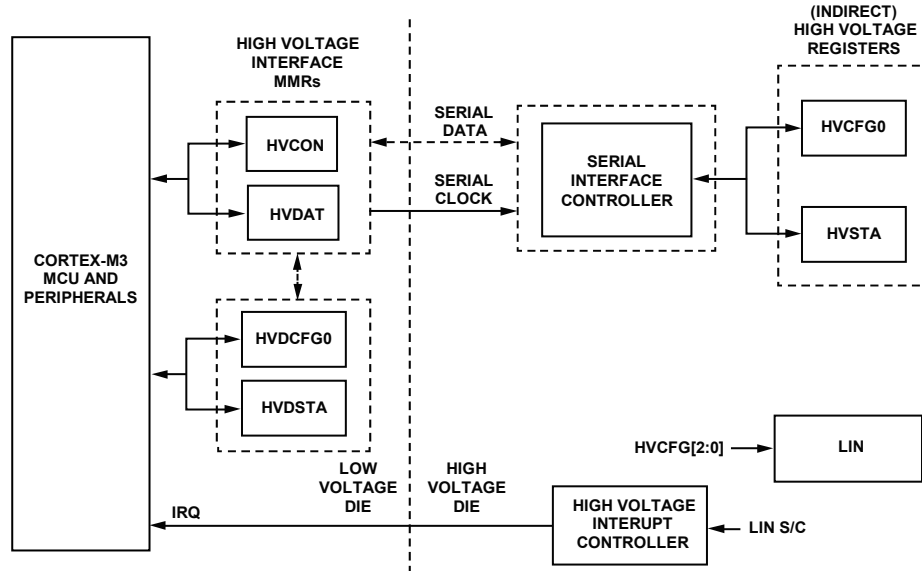 (INDIRECT)
HIGH VOLTAGE
REGISTERS
HIGH VOLTAGE
INTERFACE
MMRs
HVCON
HVDAT
SERIAL
DATA
SERIAL
CLOCK
SERIAL
INTERFACE
CONTROLLER
HVCFG0
HVSTA
CORTEX-M3
MCU AND
PERIPHERALS
HVDCFG0
HVDSTA
HVCFG[2:0]
LIN
LOW
VOLTAGE
DIE
HIGH
VOLTAGE
DIE
IRQ
HIGH VOLTAGE
INTERUPT
CONTROLLER
LIN S/C